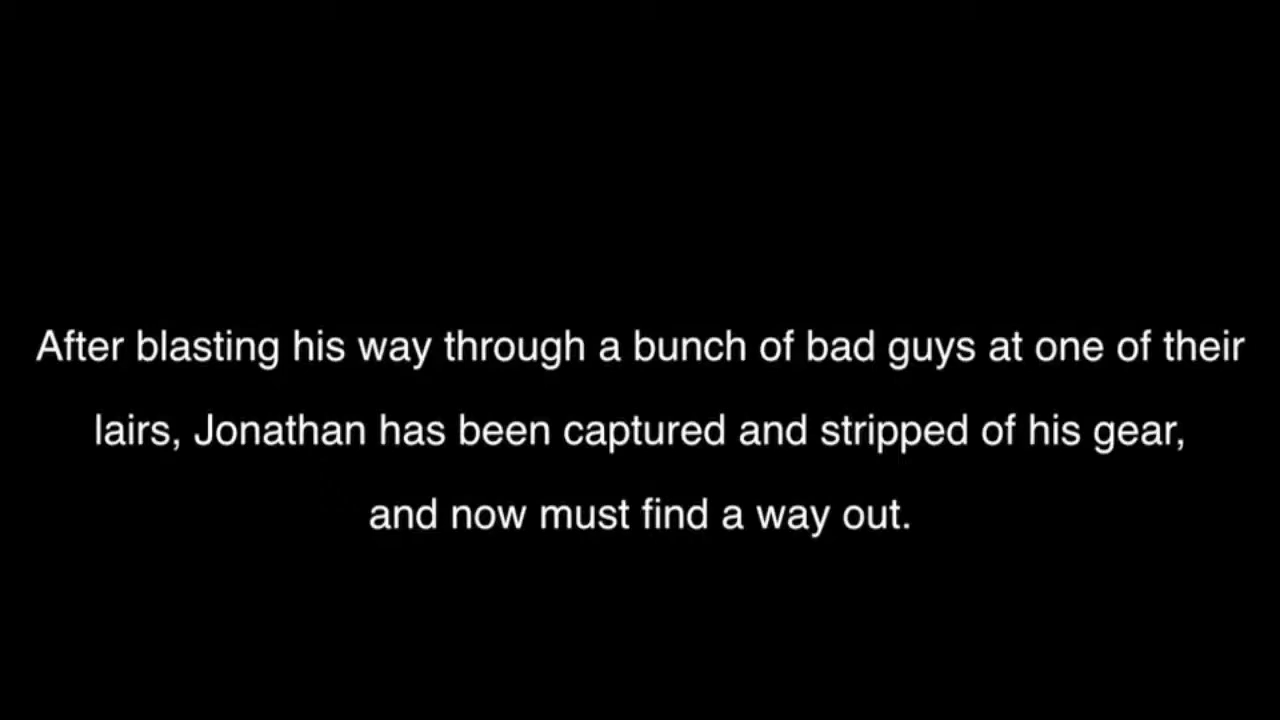 After blasting his way through a bunch of bad guys at one of their
lairs, Jonathan has been captured and stripped of his gear,
and now must find a way out.